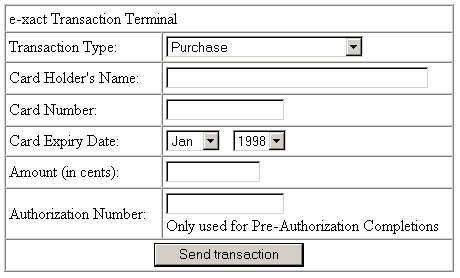 e-xact Transaction Terminal
Transaction Type: Purchase
Card Holder's Name:
Card Number:
Card Expiry Date: Jan 1998
Amount (in cents):
Authorization Number:
Only used for Pre-Authorization Completions
Send transaction